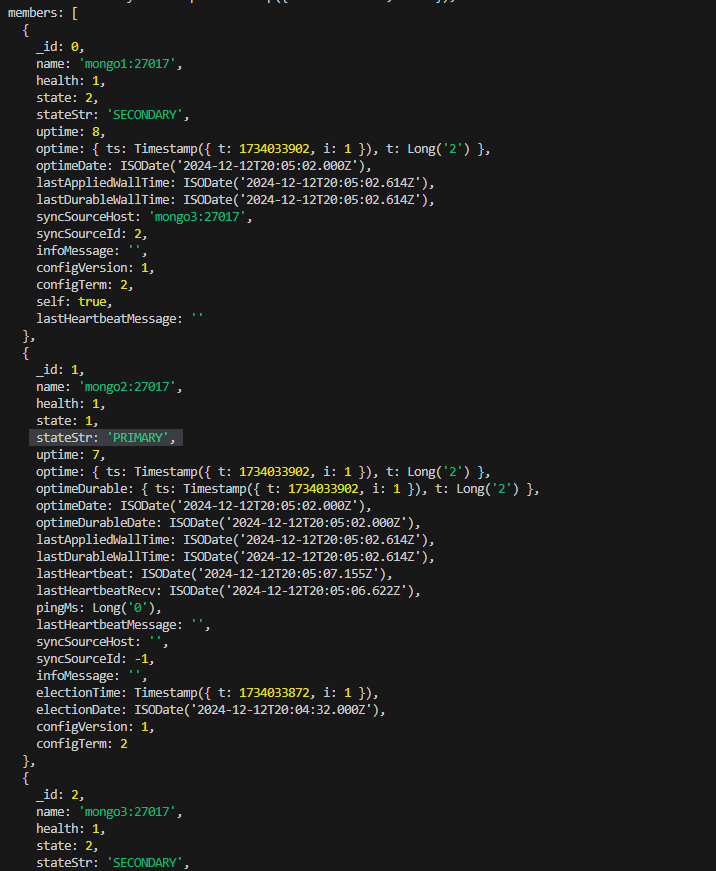 members: [
{
_id: 0,
name: 'mongo1:27017',
health: 1,
state: 2,
stateStr: 'SECONDARY',
uptime: 8,
optime: { ts: Timestamp({ t: 1734033902, i: 1 }), t: Long('2') },
optimeDate: ISODate('2024-12-12T20:05:02.000Z'),
lastAppliedWallTime: ISODate('2024-12-12T20:05:02.614Z'),
lastDurableWallTime: ISODate('2024-12-12T20:05:02.614Z'),
syncSourceHost: 'mongo3:27017',
syncSourceId: 2,
infoMessage: '',
configVersion: 1,
configTerm: 2,
self: true,
lastHeartbeatMessage: ''
},
{
_id: 1,
name: 'mongo2:27017',
health: 1,
state: 1,
stateStr: 'PRIMARY',
uptime: 7,
optime: { ts: Timestamp({ t: 1734033902, i: 1 }), t: Long('2') },
optimeDurable: { ts: Timestamp({ t: 1734033902, i: 1 }), t: Long('2') },
optimeDate: ISODate('2024-12-12T20:05:02.000Z'),
optimeDurableDate: ISODate('2024-12-12T20:05:02.000Z'),
lastAppliedWallTime: ISODate('2024-12-12T20:05:02.614Z'),
lastDurableWallTime: ISODate('2024-12-12T20:05:02.614Z'),
lastHeartbeat: ISODate('2024-12-12T20:05:07.155Z'),
lastHeartbeatRecv: ISODate('2024-12-12T20:05:06.622Z'),
pingMs: Long('0'),
lastHeartbeatMessage: '',
syncSourceHost: '',
syncSourceId: -1,
infoMessage: '',
electionTime: Timestamp({ t: 1734033872, i: 1 }),
electionDate: ISODate('2024-12-12T20:04:32.000Z'),
configVersion: 1,
configTerm: 2
},
{
_id: 2,
name: 'mongo3:27017',
health: 1,
state: 2,
stateStr: 'SECONDARY',